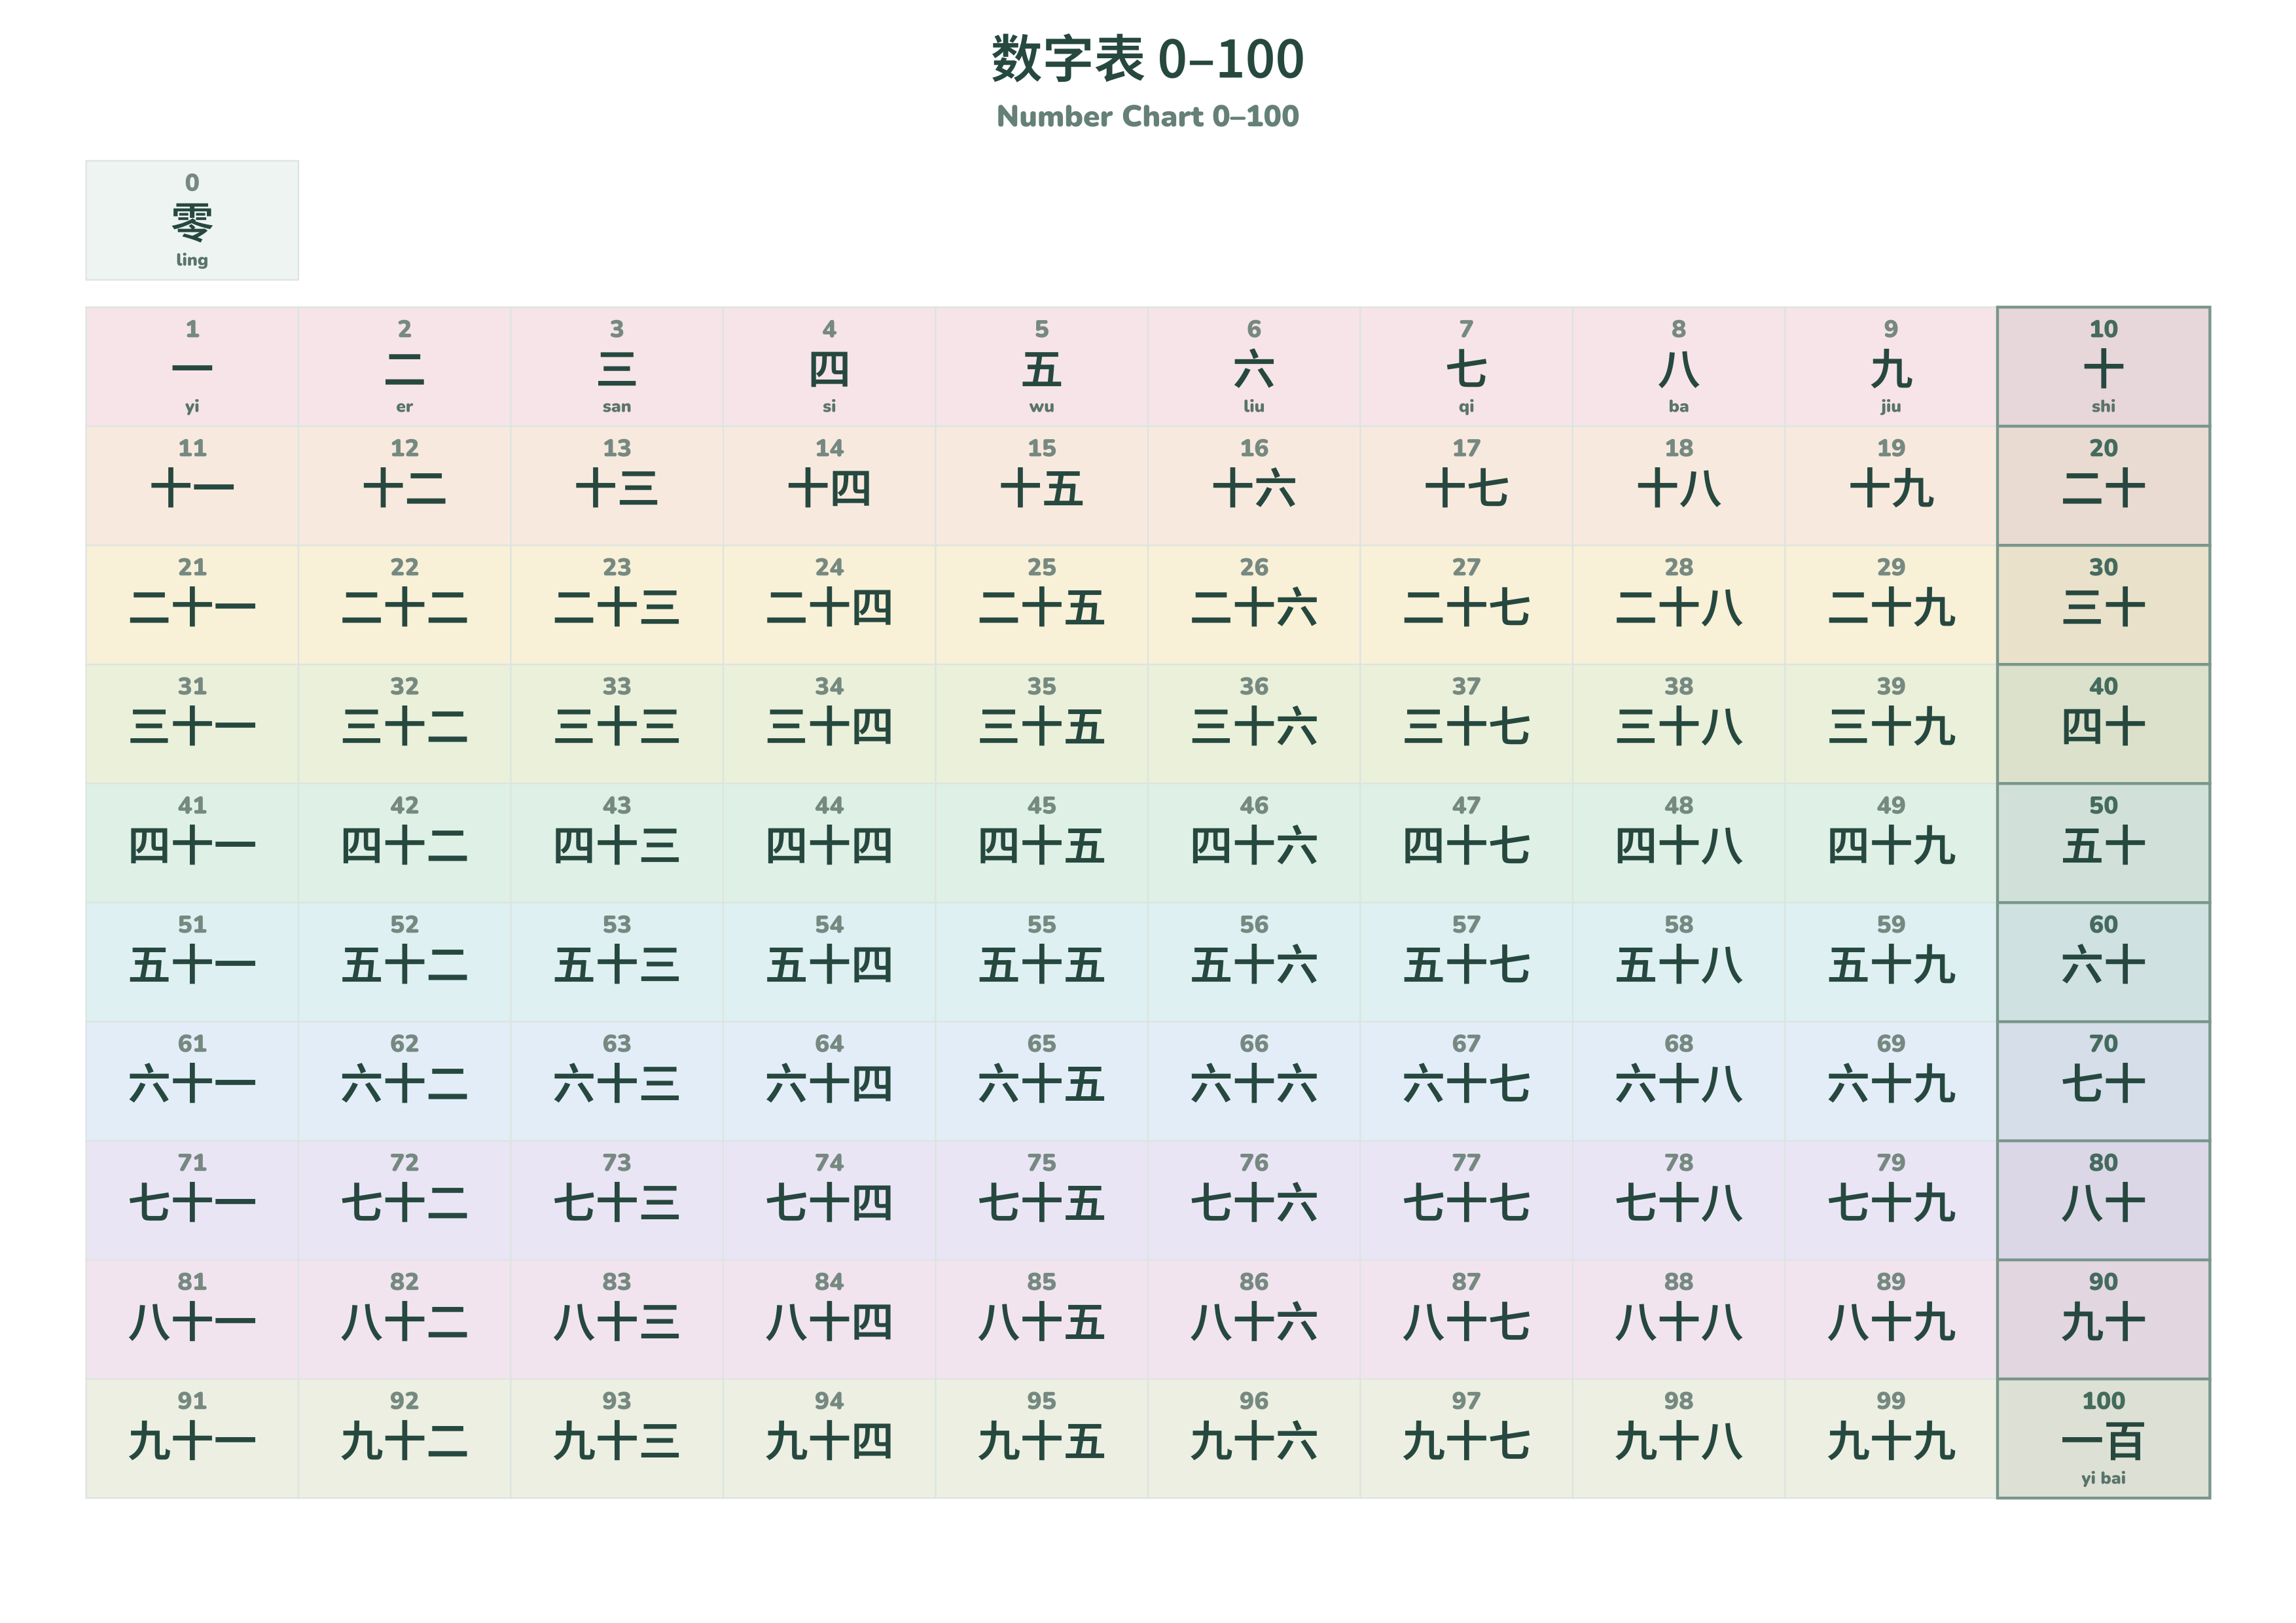 数字表 0–100
Number Chart 0–100
0
零
ling
1 2 3 4 5 6 7 8 9 10
一 二 三 四 五 六 七 八 九 十
yi er san si wu liu qi ba jiu shi
11 12 13 14 15 16 17 18 19 20
十一 十二 十三 十四 十五 十六 十七 十八 十九 二十
21 22 23 24 25 26 27 28 29 30
二十一 二十二 二十三 二十四 二十五 二十六 二十七 二十八 二十九 三十
31 32 33 34 35 36 37 38 39 40
三十一 三十二 三十三 三十四 三十五 三十六 三十七 三十八 三十九 四十
41 42 43 44 45 46 47 48 49 50
四十一 四十二 四十三 四十四 四十五 四十六 四十七 四十八 四十九 五十
51 52 53 54 55 56 57 58 59 60
五十一 五十二 五十三 五十四 五十五 五十六 五十七 五十八 五十九 六十
61 62 63 64 65 66 67 68 69 70
六十一 六十二 六十三 六十四 六十五 六十六 六十七 六十八 六十九 七十
71 72 73 74 75 76 77 78 79 80
七十一 七十二 七十三 七十四 七十五 七十六 七十七 七十八 七十九 八十
81 82 83 84 85 86 87 88 89 90
八十一 八十二 八十三 八十四 八十五 八十六 八十七 八十八 八十九 九十
91 92 93 94 95 96 97 98 99 100
九十一 九十二 九十三 九十四 九十五 九十六 九十七 九十八 九十九 一百
yi bai